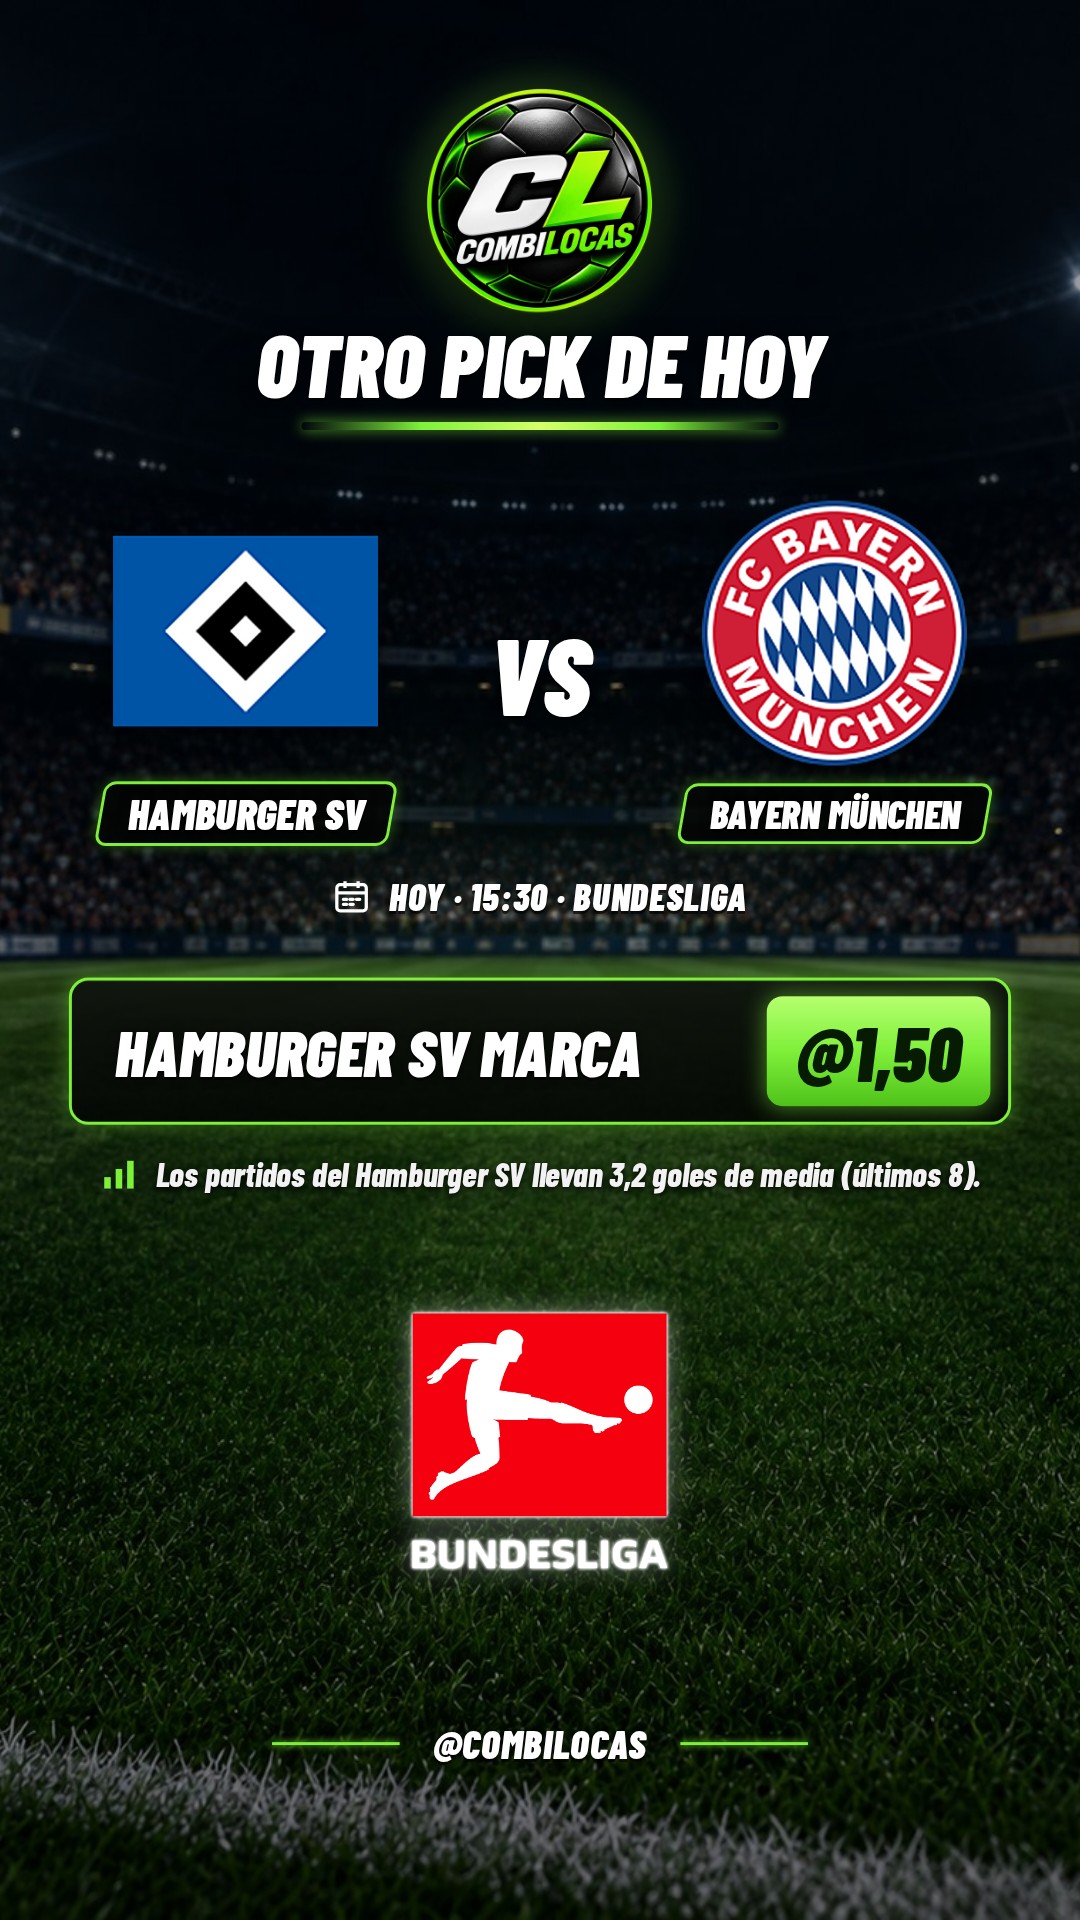 CL
COMBILOCAS
OTRO PICK DE HOY
FC BAYERN
MÜNCHEN
VS
HAMBURGER SV
BAYERN MÜNCHEN
HOY · 15:30 · BUNDESLIGA
HAMBURGER SV MARCA
@1,50
Los partidos del Hamburger SV llevan 3,2 goles de media (últimos 8).
BUNDESLIGA
@COMBILOCAS